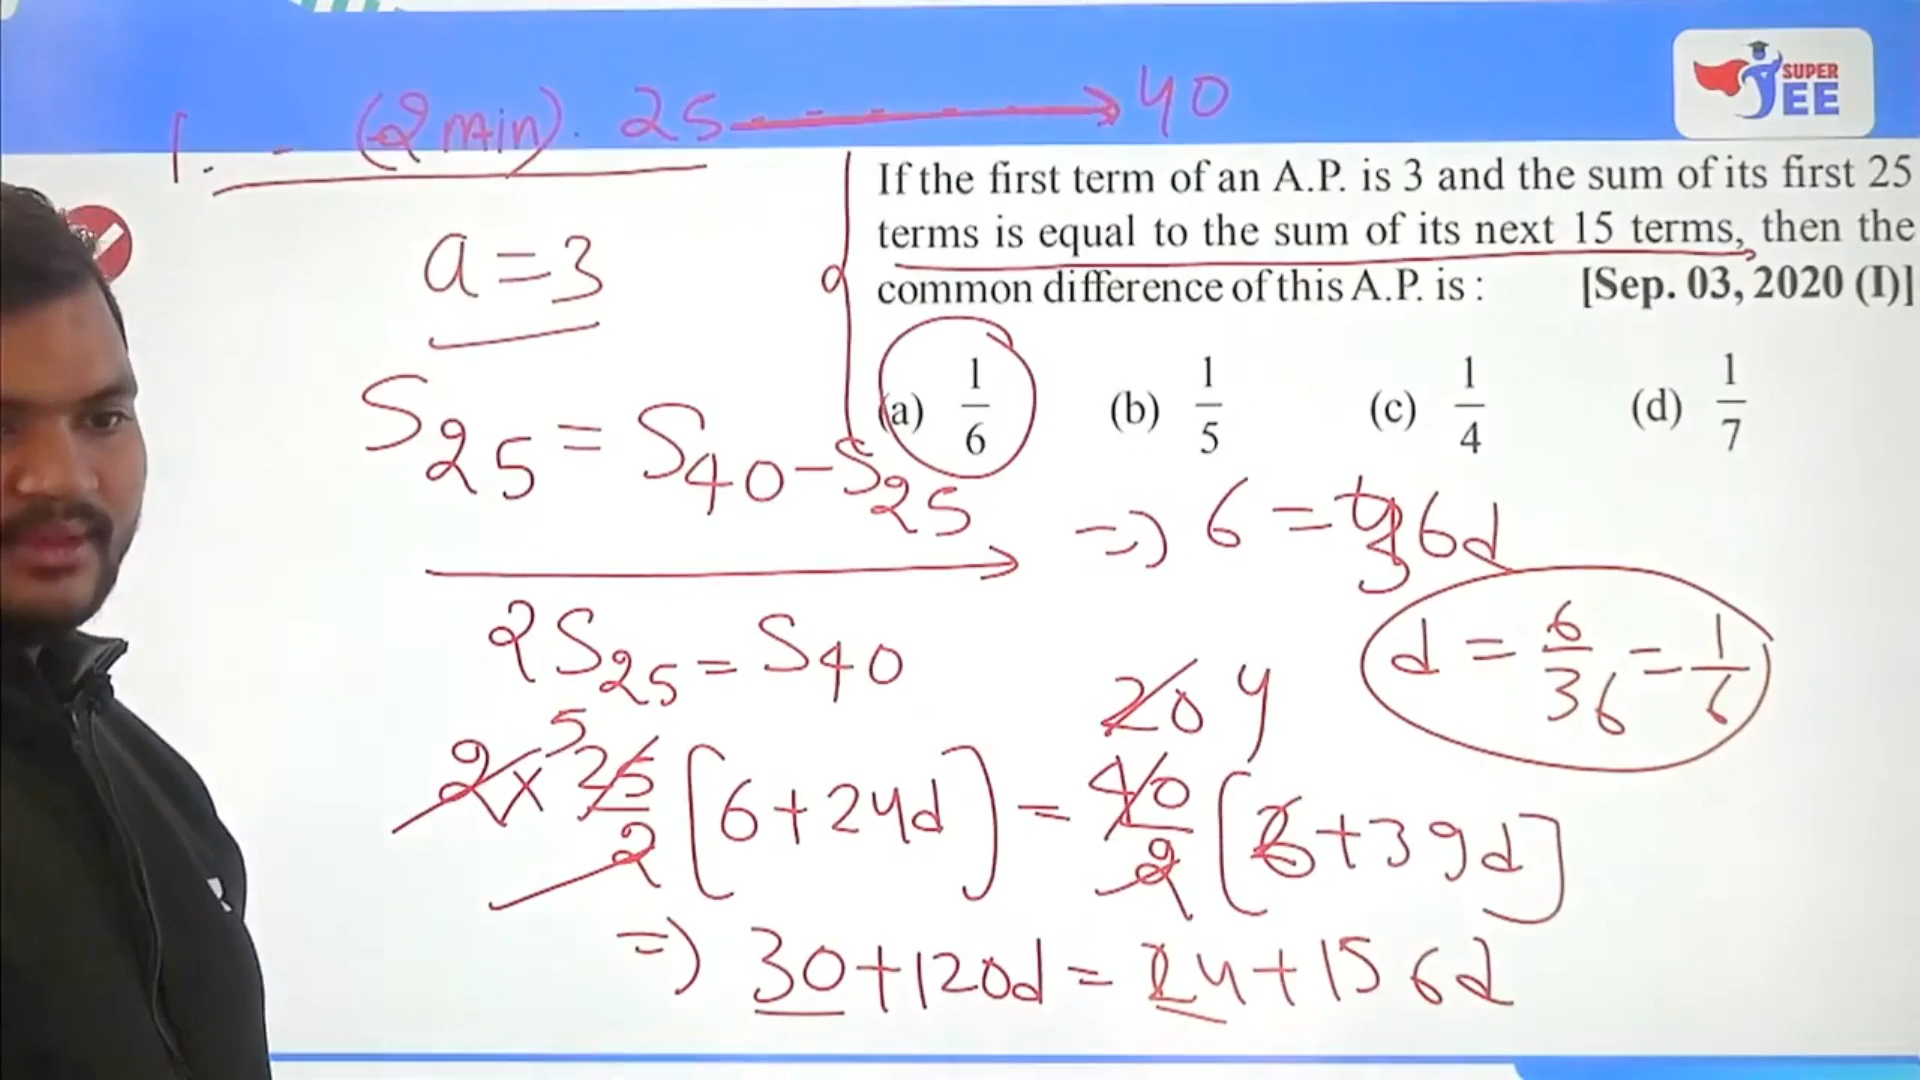 1. - (2 min). 25 -----> 40
SUPER
JEE
If the first term of an A.P. is 3 and the sum of its first 25
terms is equal to the sum of its next 15 terms, then the
common difference of this A.P. is : [Sep. 03, 2020 (I)]
(a) 1/6 (b) 1/5 (c) 1/4 (d) 1/7
a = 3
S25 = S40 - S25
2S25 = S40
2 x 25/2 [6 + 24d] = 40/2 [6 + 39d]
5
20 4
=> 30 + 120d = 24 + 156d
=> 6 = 36d
d = 6/36 = 1/6